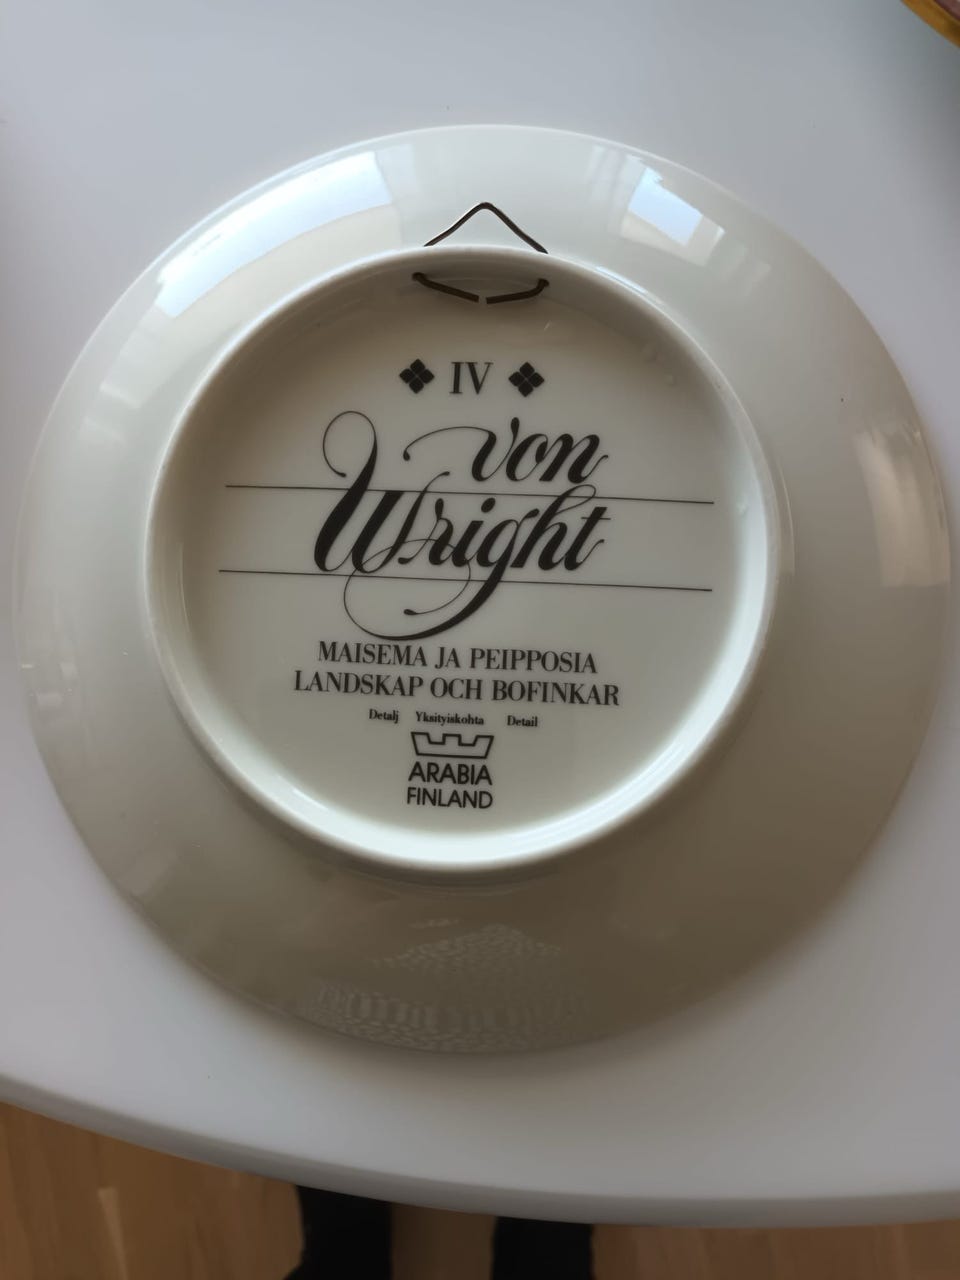 IV
von
Wright
MAISEMA JA PEIPPOSIA
LANDSKAP OCH BOFINKAR
Detalj Yksityiskohta Detail
ARABIA
FINLAND